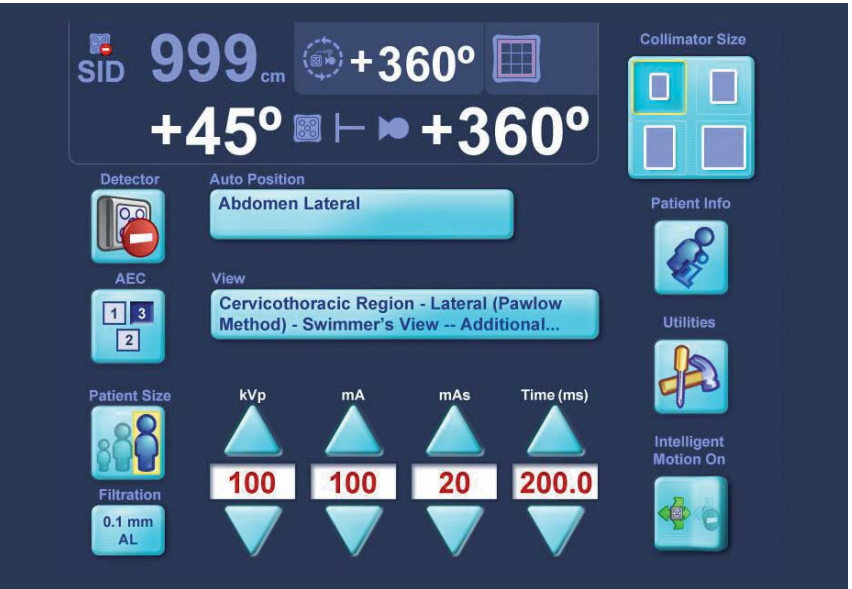 Collimator Size
SID 999 cm +360º
+45º +360º
Detector
Auto Position
Abdomen Lateral
Patient Info
AEC
1 3
2
View
Cervicothoracic Region - Lateral (Pawlow
Method) - Swimmer's View -- Additional...
Utilities
Patient Size
kVp mA mAs Time (ms)
100 100 20 200.0
Filtration
0.1 mm
AL
Intelligent
Motion On